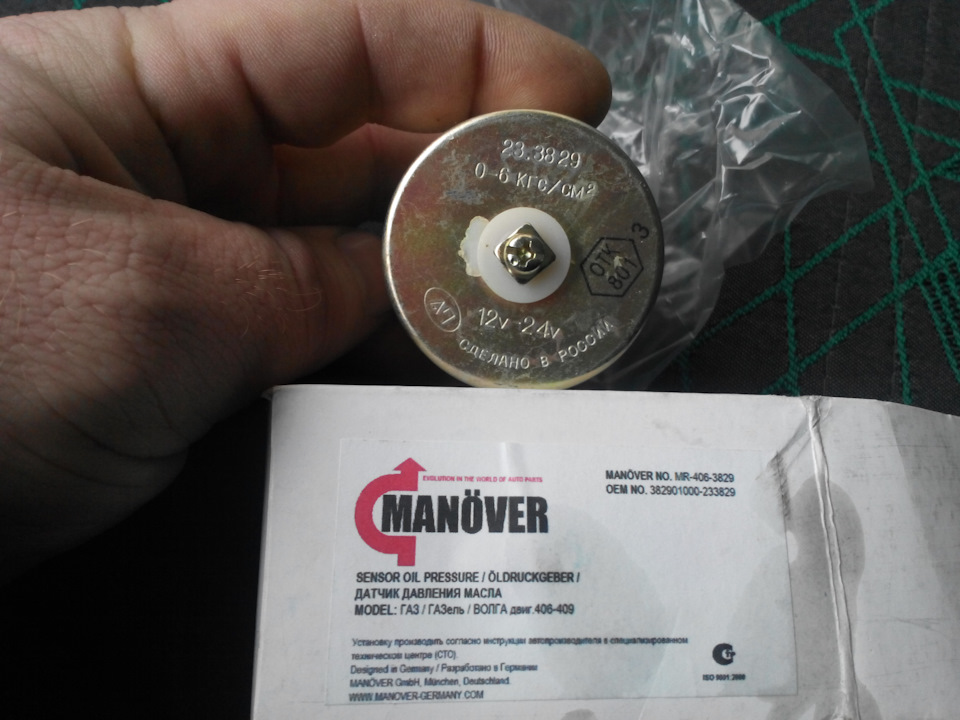 23.3829
0-6 КГС/СМ²
ОТК
801
3
12V 24V
СДЕЛАНО В РОССИИ
EVOLUTION IN THE WORLD OF AUTO PARTS
MANÖVER
MANÖVER NO. MR-406-3829
OEM NO. 382901000-233829
SENSOR OIL PRESSURE / ÖLDRUCKGEBER /
ДАТЧИК ДАВЛЕНИЯ МАСЛА
MODEL: ГАЗ / ГАЗель / ВОЛГА двиг.406-409
Установку производить согласно инструкции автопроизводителя в специализированном
техническом центре (СТО).
Designed in Germany / Разработано в Германии
MANÖVER GmbH, München, Deutschland.
WWW.MANOVER-GERMANY.COM
ISO 9001:2000